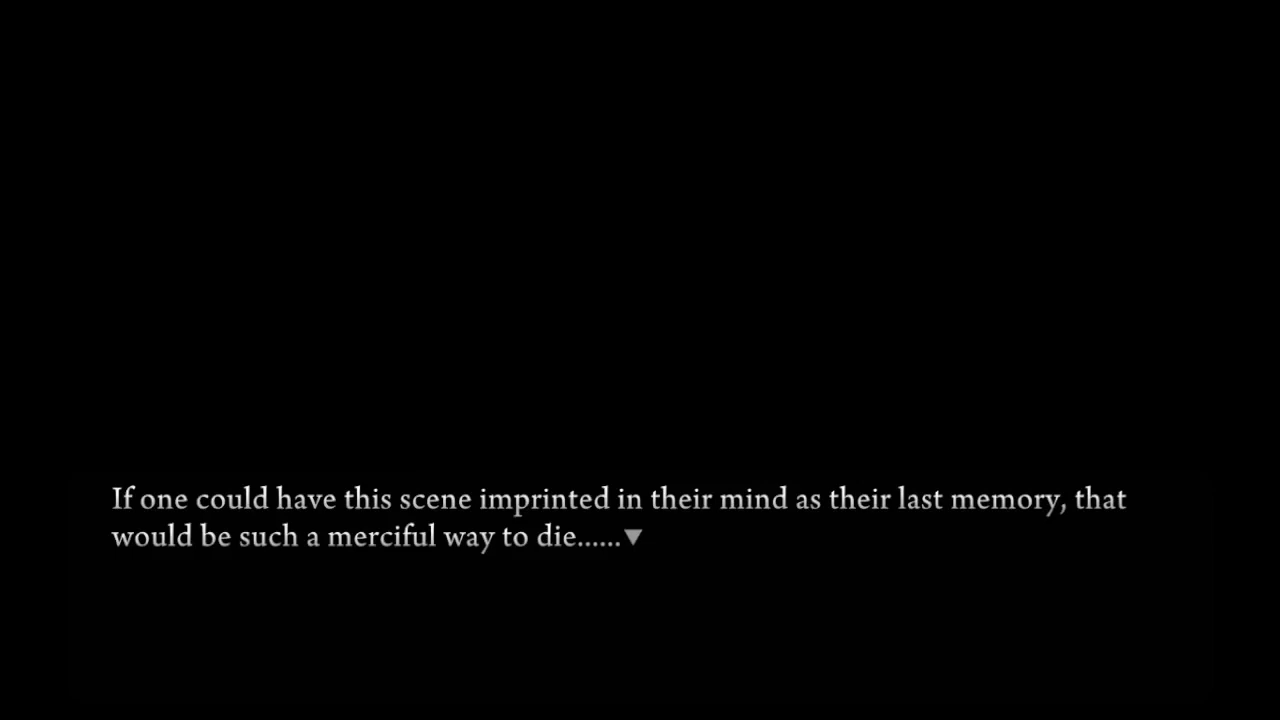 If one could have this scene imprinted in their mind as their last memory, that
would be such a merciful way to die......